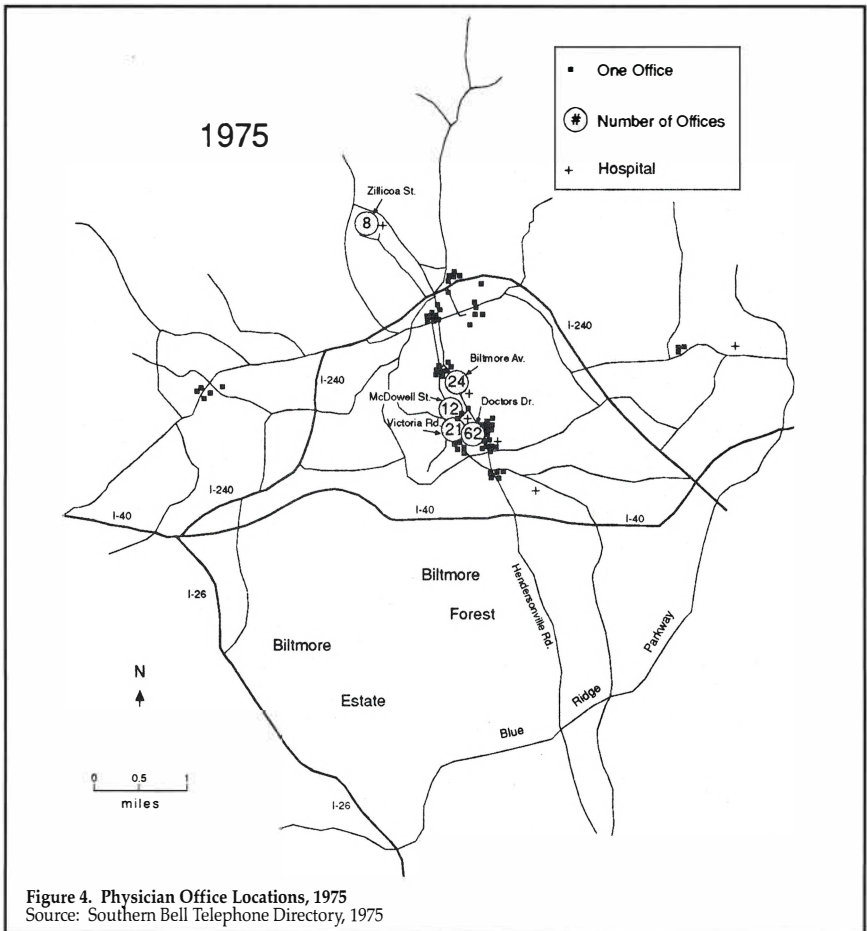 1975
One Office
# Number of Offices
+ Hospital
Zillicoa St.
8
I-240
Biltmore Av.
24
I-240
McDowell St.
12
Doctors Dr.
Victoria Rd.
21
62
I-240
I-40
I-40
I-40
I-26
Biltmore
Forest
Hendersonville Rd.
Biltmore
Parkway
N
Estate
Ridge
Blue
0 0.5 1
miles
I-26
Figure 4. Physician Office Locations, 1975
Source: Southern Bell Telephone Directory, 1975